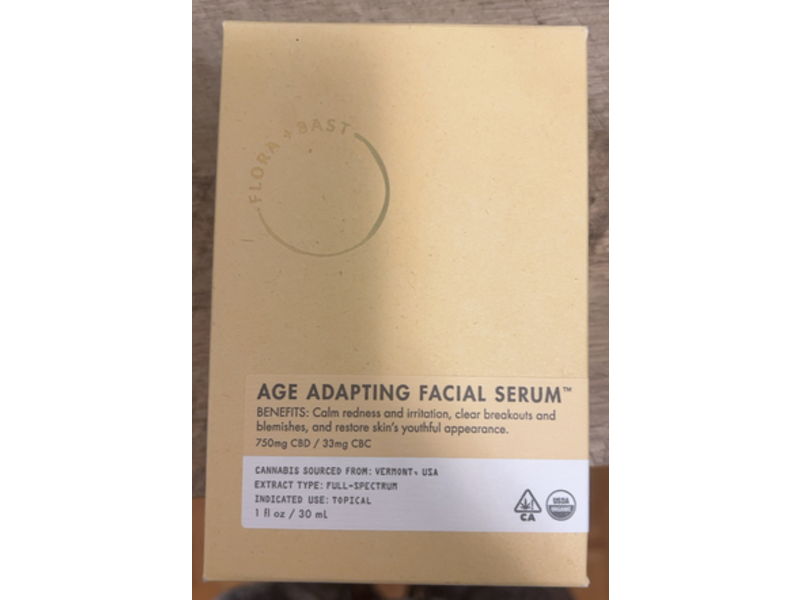 FLORA + BAST
AGE ADAPTING FACIAL SERUM™
BENEFITS: Calm redness and irritation, clear breakouts and
blemishes, and restore skin's youthful appearance.
750mg CBD / 33mg CBC
CANNABIS SOURCED FROM: VERMONT, USA
EXTRACT TYPE: FULL-SPECTRUM
INDICATED USE: TOPICAL
1 fl oz / 30 mL
CA
USDA
ORGANIC